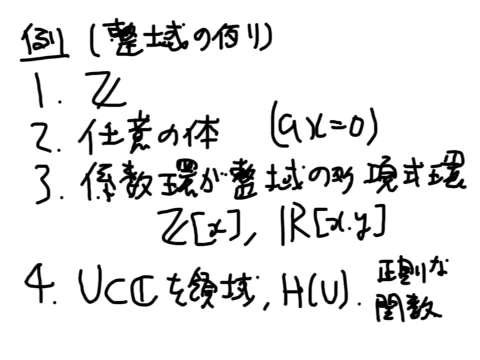 例 (整域の例)
1. ℤ
2. 任意の体 (ax=0)
3. 係数環が整域の多項式環
ℤ[x], ℝ[x.y]
4. U⊂ℂを領域, H(U). 正則な
関数